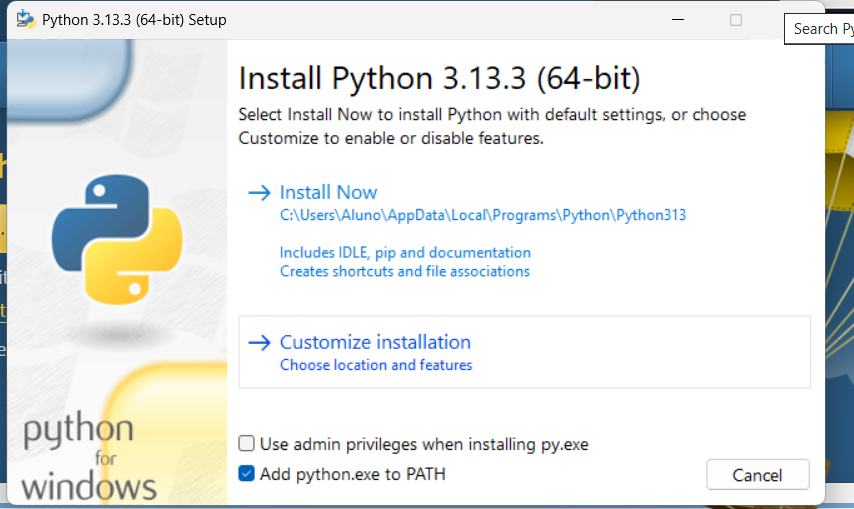 Python 3.13.3 (64-bit) Setup
Search Py
Install Python 3.13.3 (64-bit)
Select Install Now to install Python with default settings, or choose
Customize to enable or disable features.
Install Now
C:\Users\Aluno\AppData\Local\Programs\Python\Python313
Includes IDLE, pip and documentation
Creates shortcuts and file associations
Customize installation
Choose location and features
Use admin privileges when installing py.exe
Add python.exe to PATH
Cancel
python
for
windows